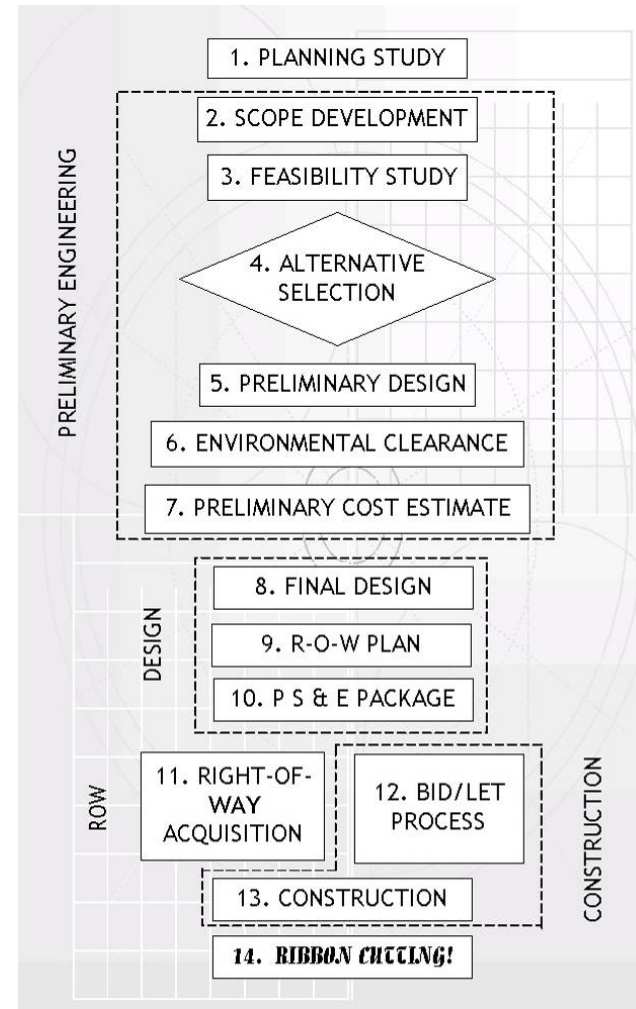 1. PLANNING STUDY
PRELIMINARY ENGINEERING
2. SCOPE DEVELOPMENT
3. FEASIBILITY STUDY
4. ALTERNATIVE
SELECTION
5. PRELIMINARY DESIGN
6. ENVIRONMENTAL CLEARANCE
7. PRELIMINARY COST ESTIMATE
DESIGN
8. FINAL DESIGN
9. R-O-W PLAN
10. P S & E PACKAGE
ROW
11. RIGHT-OF-
WAY
ACQUISITION
12. BID/LET
PROCESS
CONSTRUCTION
13. CONSTRUCTION
14. RIBBON CUTTING!